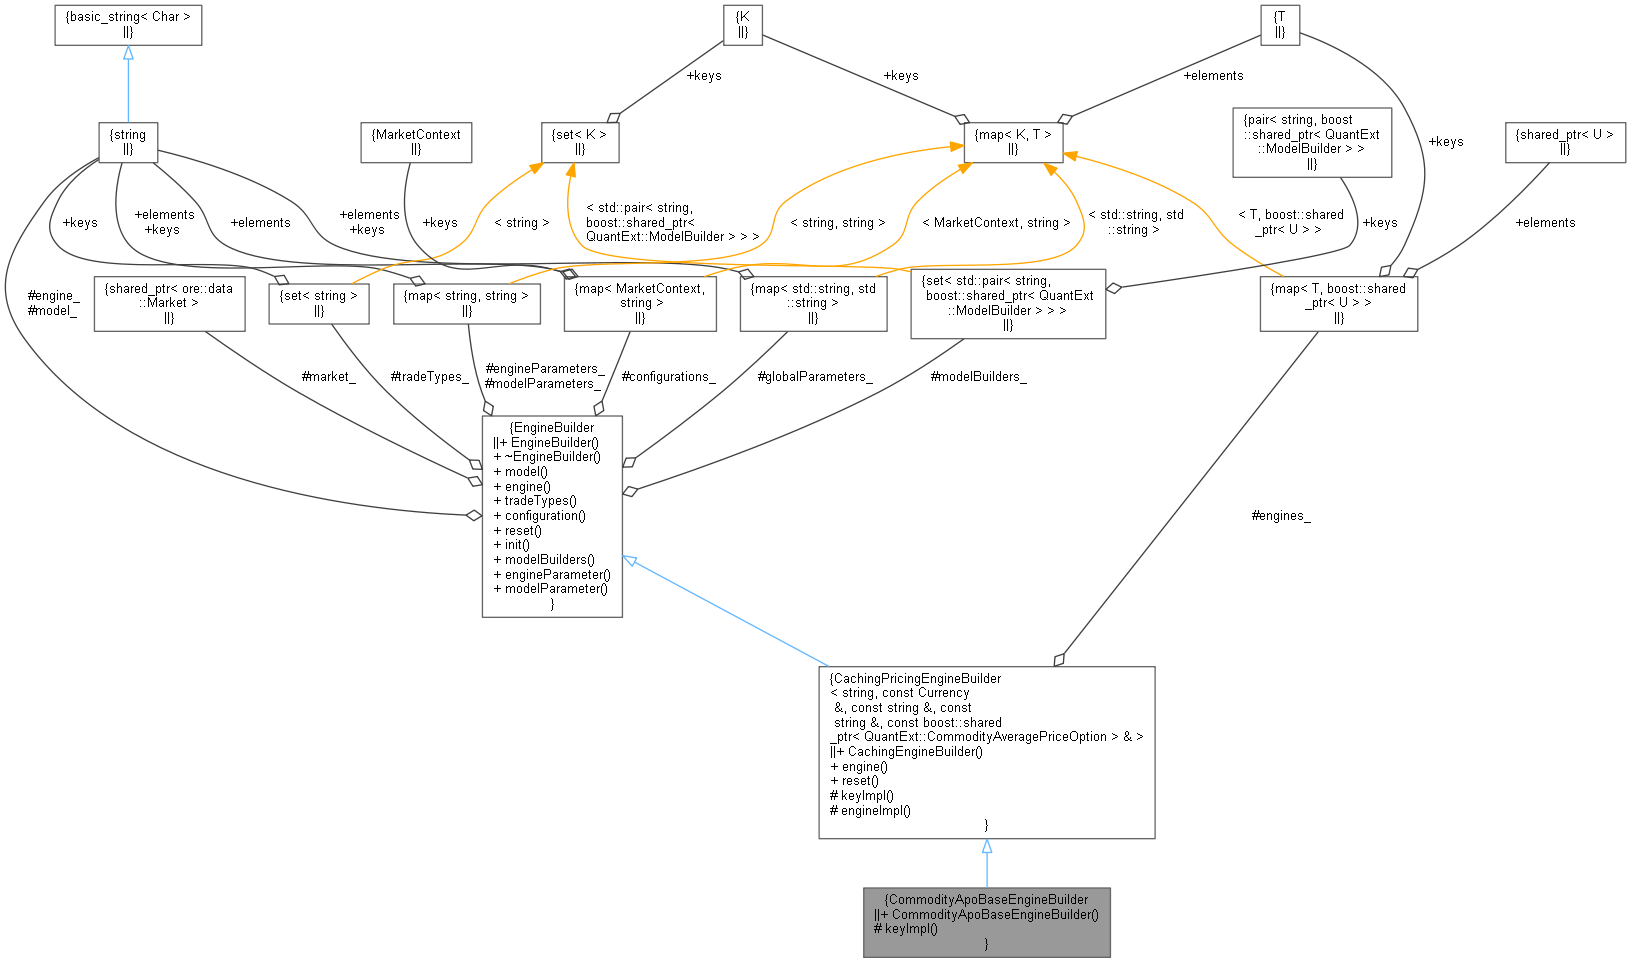 {basic_string< Char >
||}
{K
||}
{T
||}
+keys
+keys
+elements
{string
||}
{MarketContext
||}
{set< K >
||}
{map< K, T >
||}
{pair< string, boost
::shared_ptr< QuantExt
::ModelBuilder > >
||}
+keys
{shared_ptr< U >
||}
+keys
+elements
+keys
+elements
+elements
+keys
+keys
< string >
< std::pair< string,
boost::shared_ptr<
QuantExt::ModelBuilder > > >
< string, string >
< MarketContext, string >
< std::string, std
::string >
< T, boost::shared
_ptr< U > >
+keys
+elements
#engine_
#model_
{shared_ptr< ore::data
::Market >
||}
{set< string >
||}
{map< string, string >
||}
{map< MarketContext,
string >
||}
{map< std::string, std
::string >
||}
{set< std::pair< string,
boost::shared_ptr< QuantExt
::ModelBuilder > > >
||}
{map< T, boost::shared
_ptr< U > >
||}
#market_
#tradeTypes_
#engineParameters_
#modelParameters_
#configurations_
#globalParameters_
#modelBuilders_
{EngineBuilder
||+ EngineBuilder()
+ ~EngineBuilder()
+ model()
+ engine()
+ tradeTypes()
+ configuration()
+ reset()
+ init()
+ modelBuilders()
+ engineParameter()
+ modelParameter()
}
#engines_
{CachingPricingEngineBuilder
< string, const Currency
&, const string &, const
string &, const boost::shared
_ptr< QuantExt::CommodityAveragePriceOption > & >
||+ CachingEngineBuilder()
+ engine()
+ reset()
# keyImpl()
# engineImpl()
}
{CommodityApoBaseEngineBuilder
||+ CommodityApoBaseEngineBuilder()
# keyImpl()
}